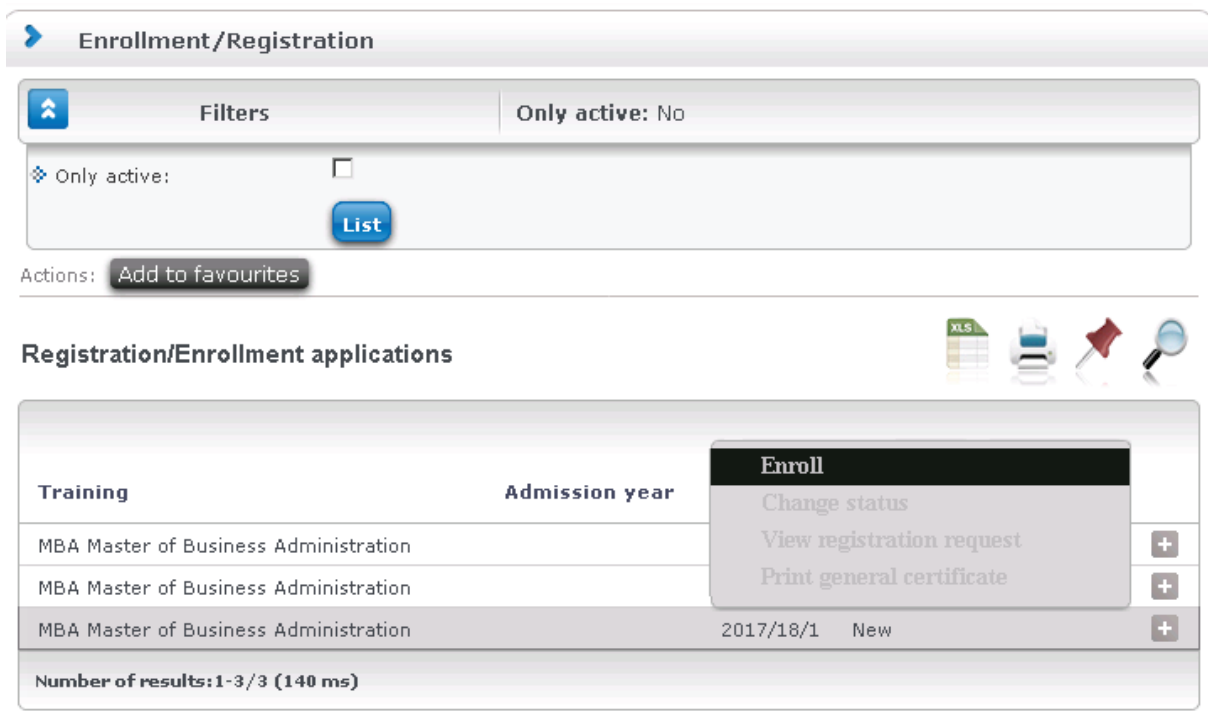 Enrollment/Registration
Filters Only active: No
Only active:
List
Actions: Add to favourites
XLS
Registration/Enrollment applications
Enroll
Training Admission year Change status
MBA Master of Business Administration View registration request
MBA Master of Business Administration Print general certificate
MBA Master of Business Administration 2017/18/1 New
Number of results:1-3/3 (140 ms)